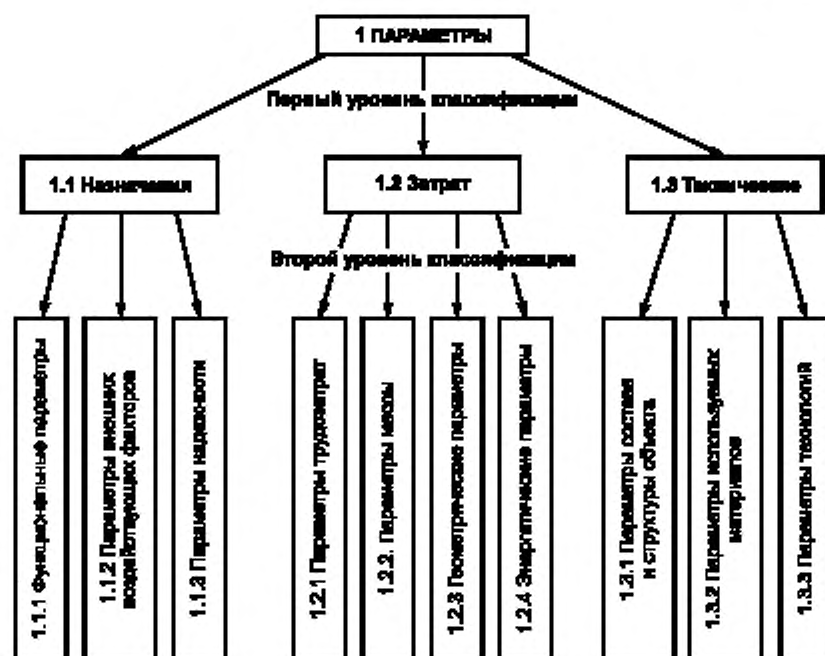 1 ПАРАМЕТРЫ
Первый уровень классификации
1.1 Назначения
1.2 Затрат
1.3 Технические
Второй уровень классификации
1.1.1 Функциональные параметры
1.1.2 Параметры внешних
воздействующих факторов
1.1.3 Параметры надежности
1.2.1 Параметры трудозатрат
1.2.2. Параметры массы
1.2.3 Геометрические параметры
1.2.4 Энергетические параметры
1.3.1 Параметры состава
и структуры объекта
1.3.2 Параметры используемых
материалов
1.3.3 Параметры технологий